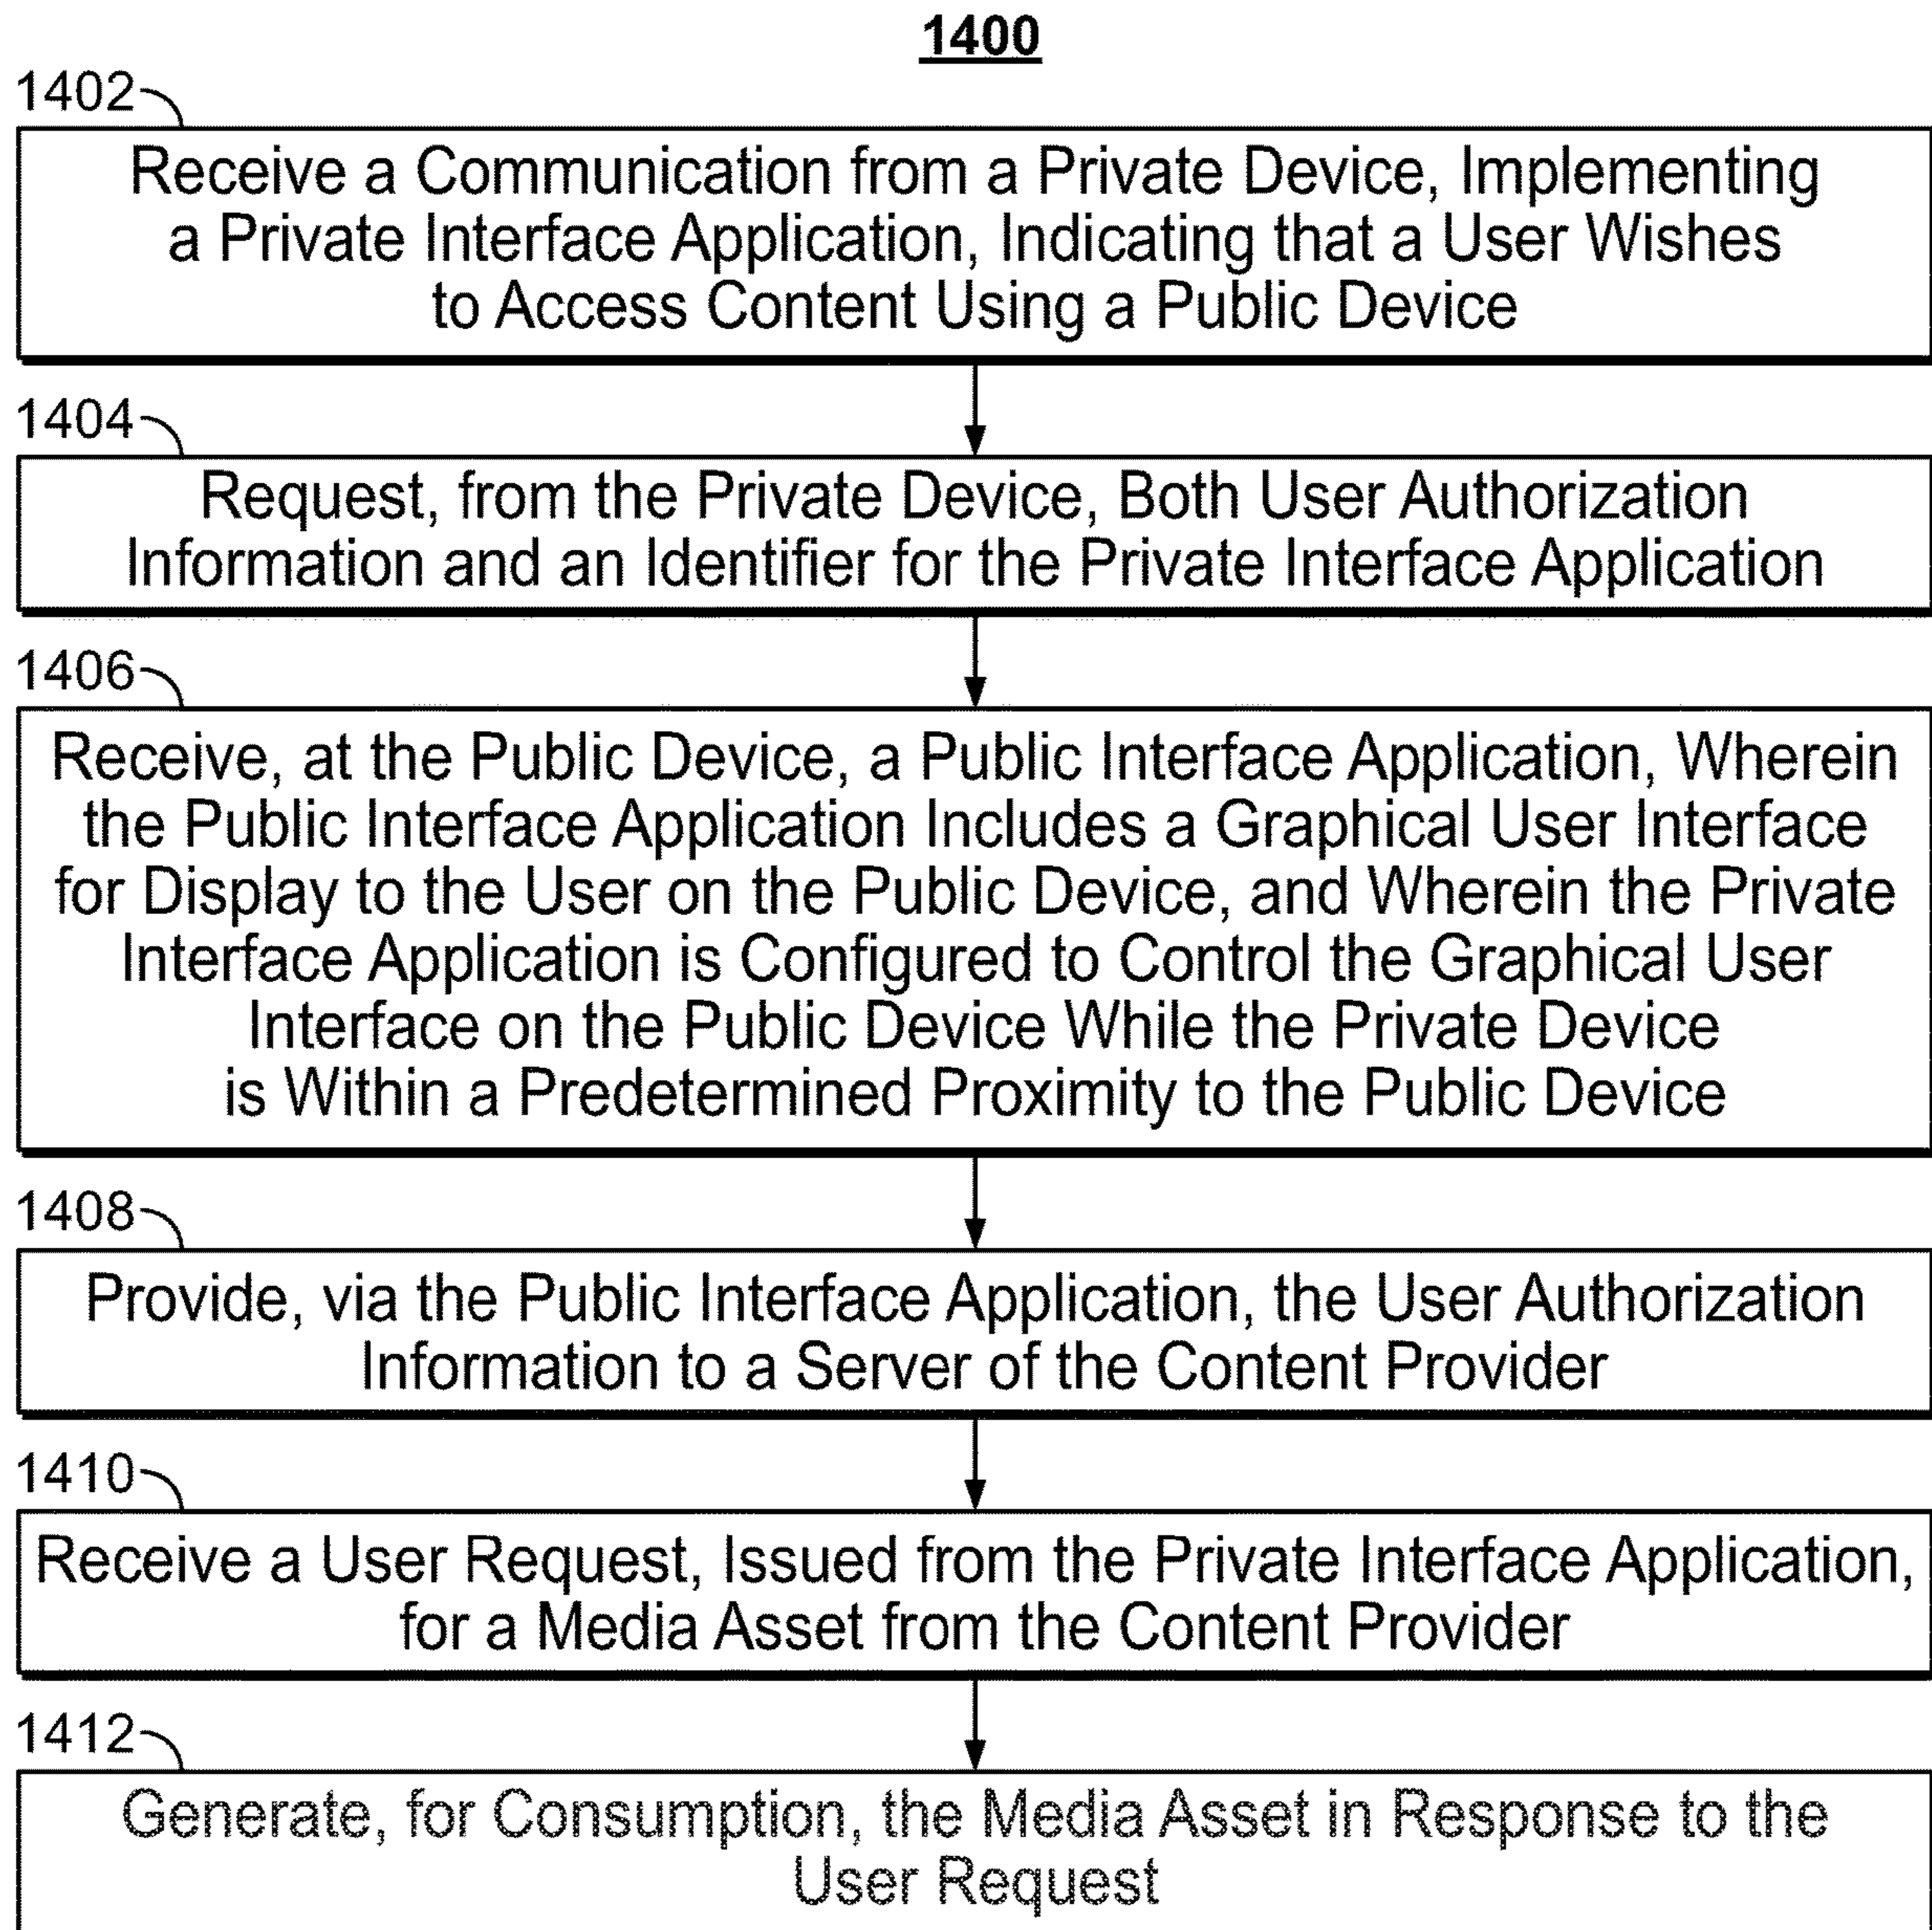 1400
1402
Receive a Communication from a Private Device, Implementing
a Private Interface Application, Indicating that a User Wishes
to Access Content Using a Public Device
1404
Request, from the Private Device, Both User Authorization
Information and an Identifier for the Private Interface Application
1406
Receive, at the Public Device, a Public Interface Application, Wherein
the Public Interface Application Includes a Graphical User Interface
for Display to the User on the Public Device, and Wherein the Private
Interface Application is Configured to Control the Graphical User
Interface on the Public Device While the Private Device
is Within a Predetermined Proximity to the Public Device
1408
Provide, via the Public Interface Application, the User Authorization
Information to a Server of the Content Provider
1410
Receive a User Request, Issued from the Private Interface Application,
for a Media Asset from the Content Provider
1412
Generate, for Consumption, the Media Asset in Response to the
User Request